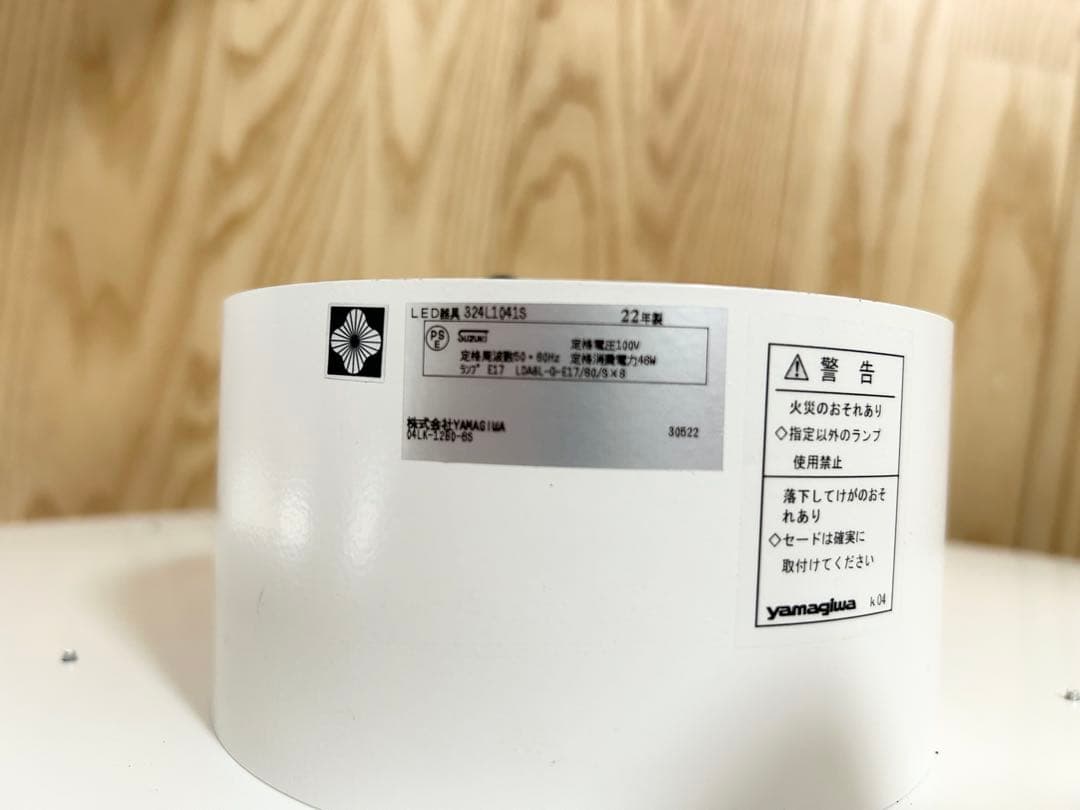 LED器具 324L1041S 22年製
PS
E
SUZUKI
定格電圧100V
定格周波数50・60Hz 定格消費電力46W
ランプ E17 LDA8L-G-E17/60/S×6
株式会社YAMAGIWA
04LK-12BD-6S
30522
警告
火災のおそれあり
◇指定以外のランプ
使用禁止
落下してけがのおそ
れあり
◇セードは確実に
取付けてください
yamagiwa k04